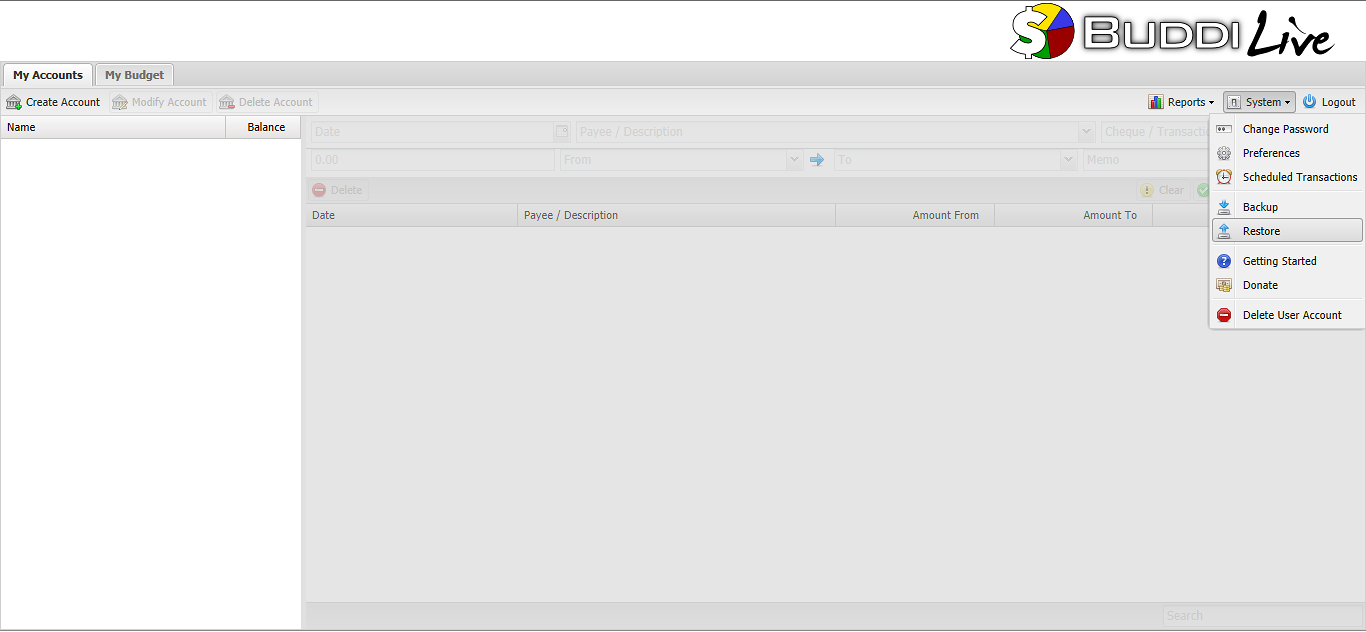 BUDDI Live
My Accounts My Budget
Create Account Modify Account Delete Account Reports System Logout
Name Balance
Date Payee / Description Cheque / Transactio
Change Password
0.00 From To Memo
Preferences
Scheduled Transactions
Delete Clear
Backup
Date Payee / Description Amount From Amount To
Restore
Getting Started
Donate
Delete User Account
Search